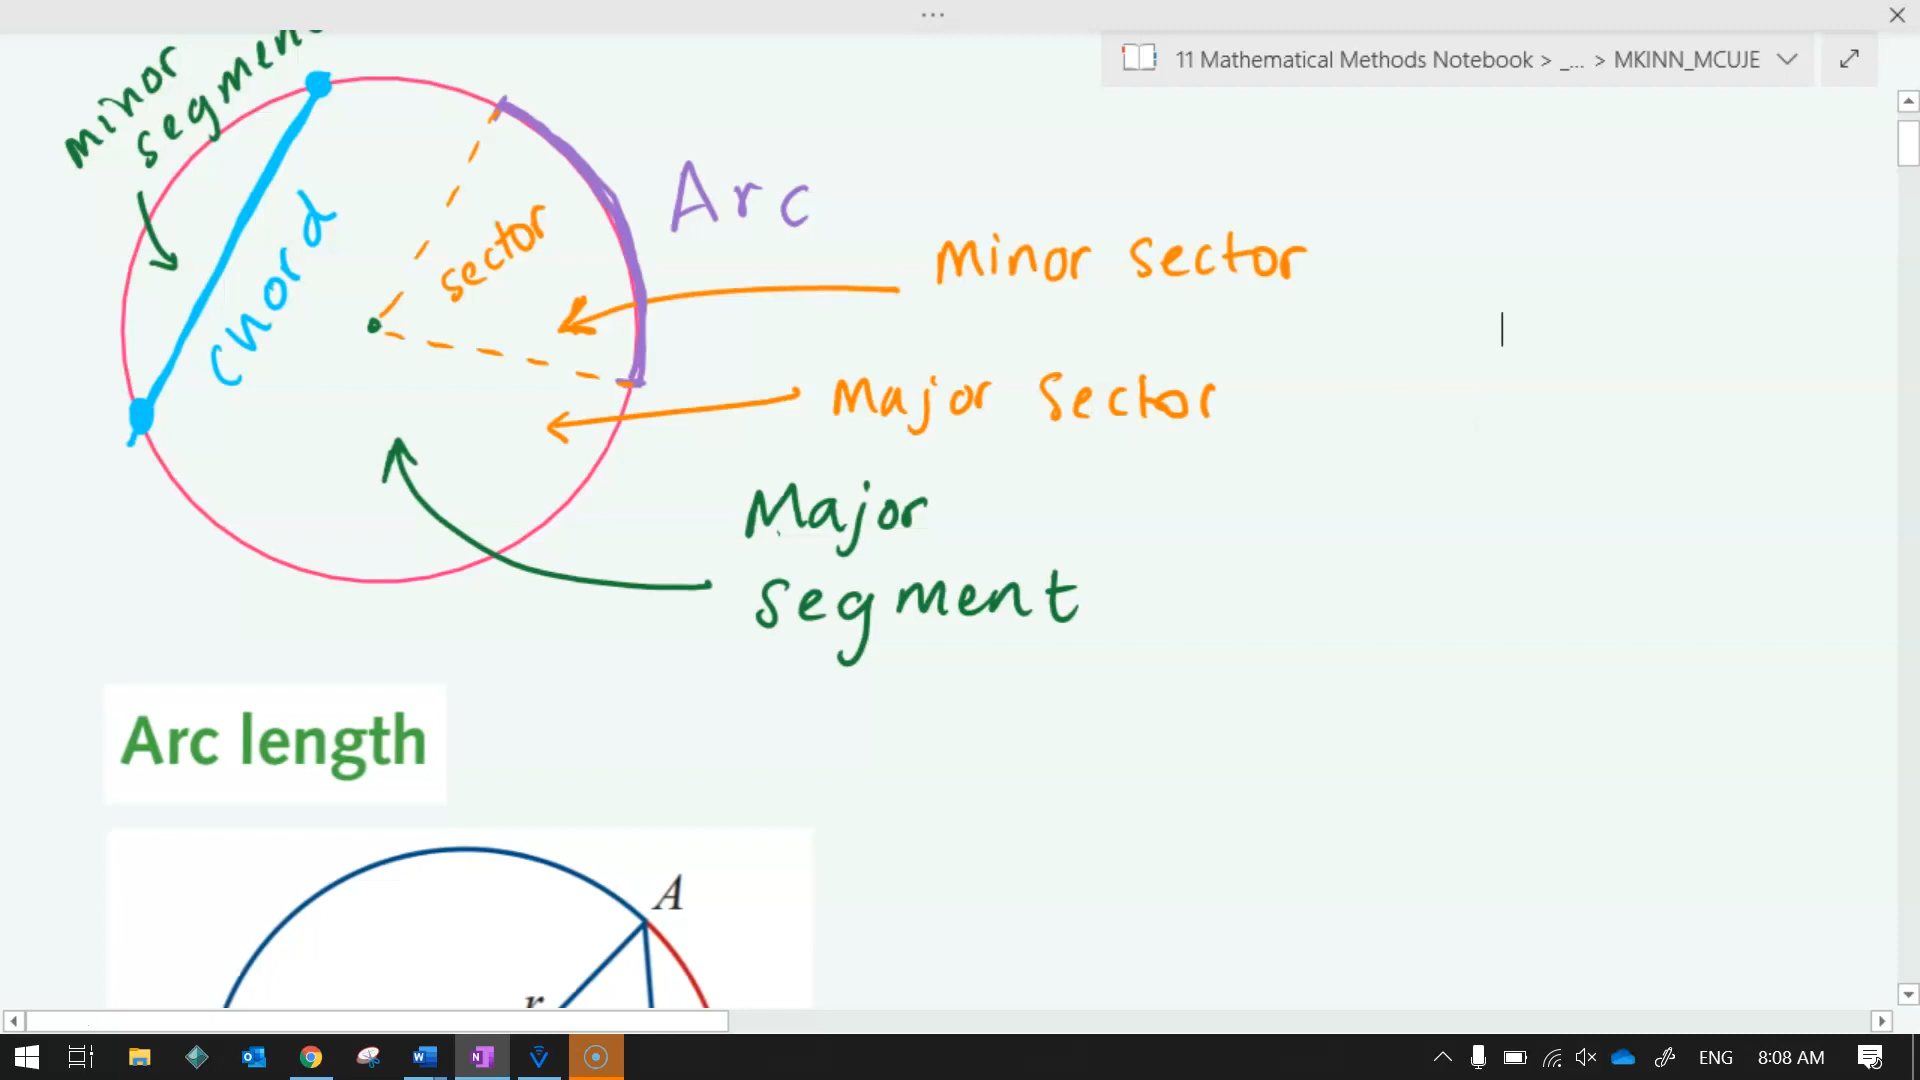 ...
11 Mathematical Methods Notebook > _... > MKINN_MCUJE
minor
segment
chord
sector
Arc
Minor sector
Major Sector
Major
segment
Arc length
A
r
ENG
8:08 AM